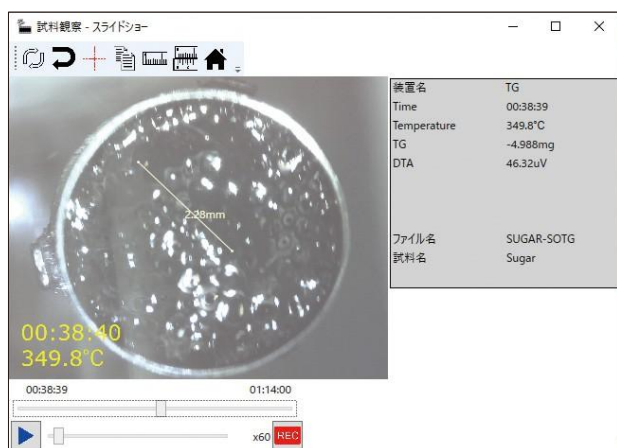 試料観察 - スライドショー
装置名 TG
Time 00:38:39
Temperature 349.8°C
TG -4.988mg
DTA 46.32uV
ファイル名 SUGAR-SOTG
試料名 Sugar
2.28mm
00:38:40
349.8°C
00:38:39 01:14:00
x60 REC